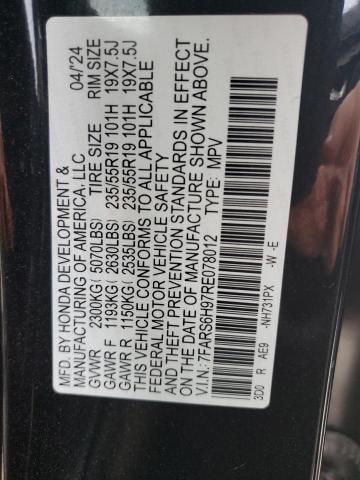 MFD. BY HONDA DEVELOPMENT & 04/'24
MANUFACTURING OF AMERICA, LLC
TIRE SIZE RIM SIZE
GVWR 2300KG(5070LBS)
GAWR F 1193KG(2630LBS) 235/55R19 101H 19X7.5J
GAWR R 1150KG(2535LBS) 235/55R19 101H 19X7.5J
THIS VEHICLE CONFORMS TO ALL APPLICABLE
FEDERAL MOTOR VEHICLE SAFETY
AND THEFT PREVENTION STANDARDS IN EFFECT
ON THE DATE OF MANUFACTURE SHOWN ABOVE.
V.I.N.: 7FARS6H97RE078012 TYPE: MPV
3D0 R AE9 -NH731PX -W -E